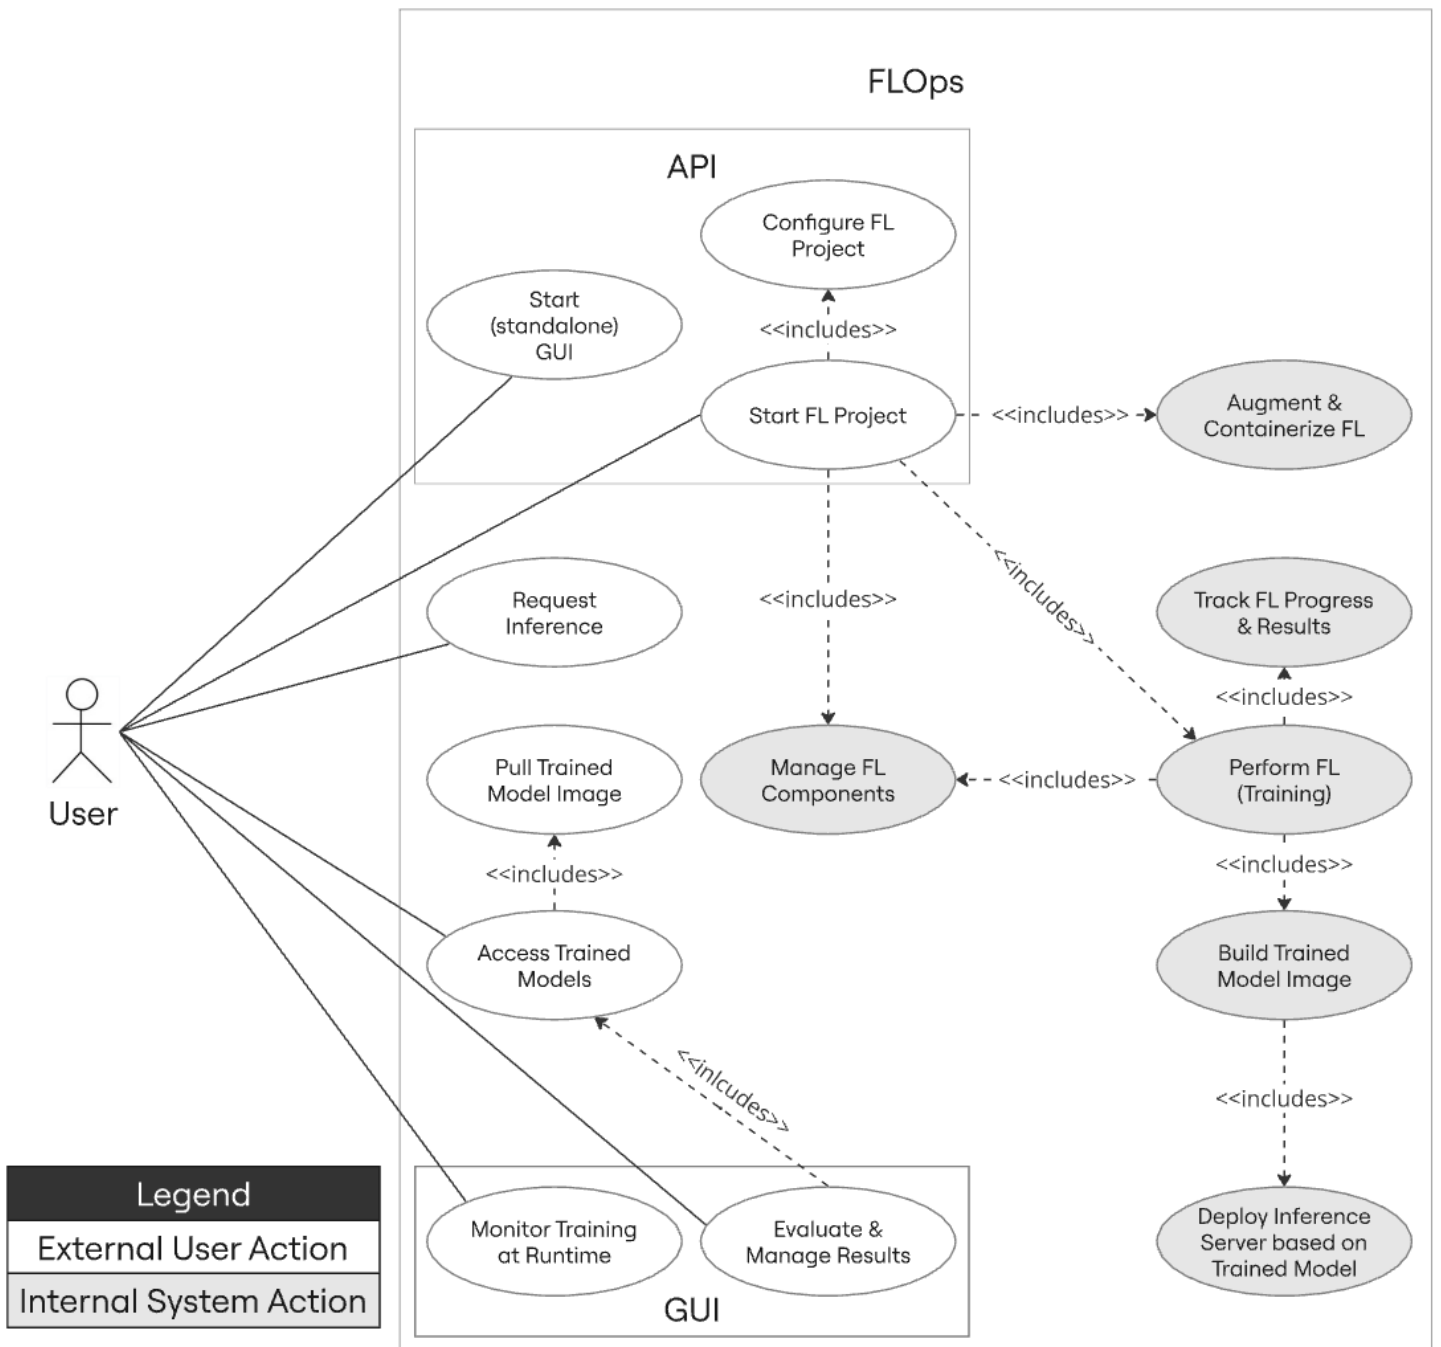 FLOps
API
Configure FL
Project
Start
(standalone)
GUI
<<includes>>
Start FL Project
<<includes>>
Augment &
Containerize FL
<<includes>>
<<includes>>
Request
Inference
Track FL Progress
& Results
<<includes>>
User
Pull Trained
Model Image
Manage FL
Components
<<includes>>
Perform FL
(Training)
<<includes>>
<<includes>>
Access Trained
Models
Build Trained
Model Image
<<inlcudes>>
<<includes>>
Monitor Training
at Runtime
Evaluate &
Manage Results
Deploy Inference
Server based on
Trained Model
GUI
Legend
External User Action
Internal System Action